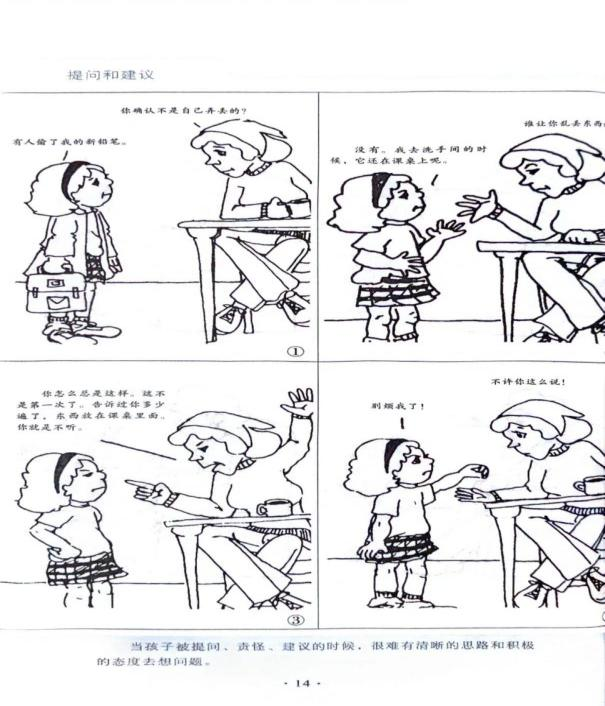 提问和建议
你确认不是自己弄丢的?
有人偷了我的新铅笔。
①
谁让你乱丢东西
没有。我去洗手间的时
候,它还在课桌上呢。
你怎么总是这样。这不
是第一次了。告诉过你多少
遍了,东西放在课桌里面。
你就是不听。
③
不许你这么说!
别烦我了!
当孩子被提问、责怪、建议的时候,很难有清晰的思路和积极
的态度去想问题。
· 14 ·